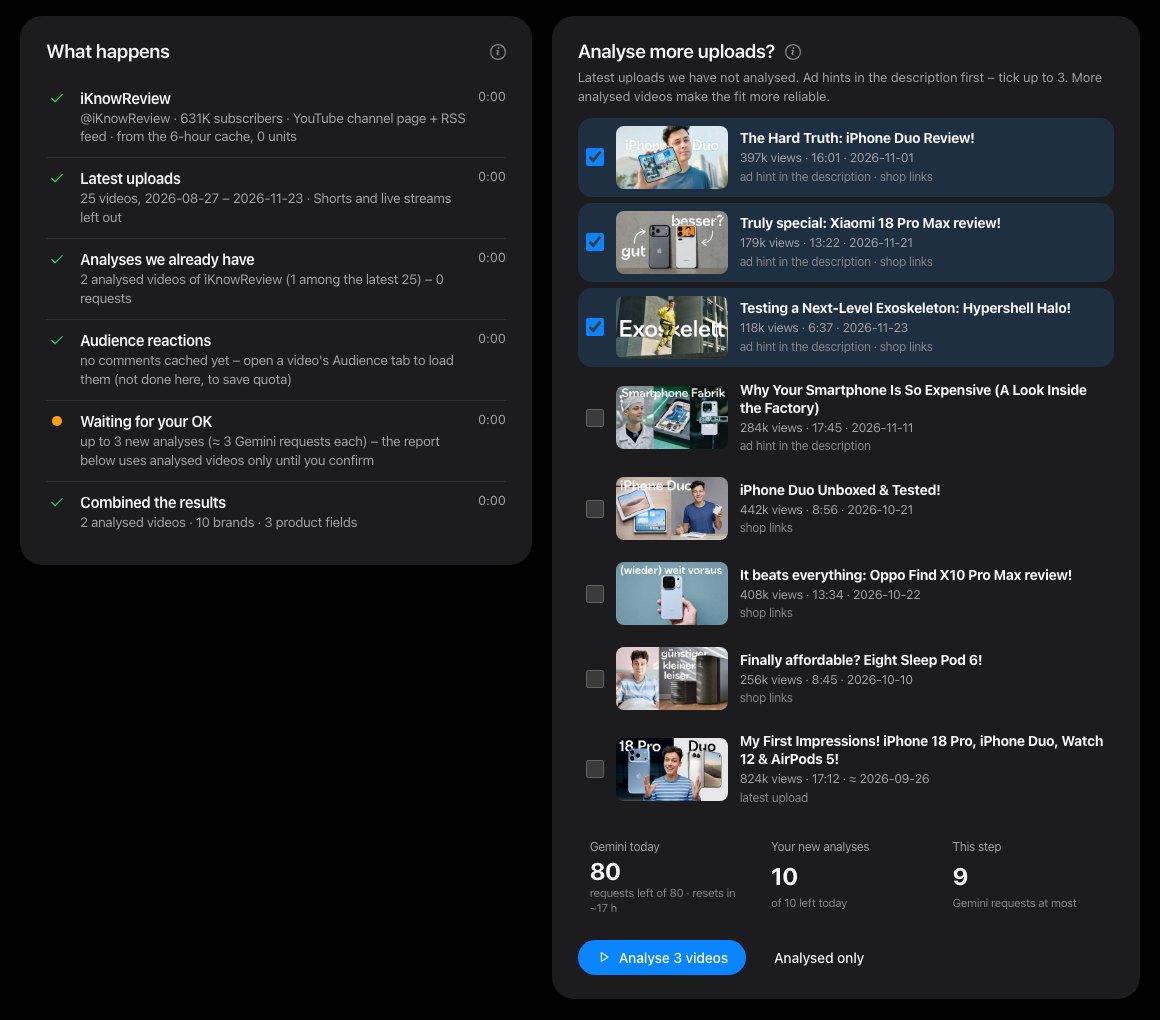 What happens
iKnowReview
0:00
@iKnowReview · 631K subscribers · YouTube channel page + RSS
feed · from the 6-hour cache, 0 units
Latest uploads
0:00
25 videos, 2026-08-27 – 2026-11-23 · Shorts and live streams
left out
Analyses we already have
0:00
2 analysed videos of iKnowReview (1 among the latest 25) – 0
requests
Audience reactions
0:00
no comments cached yet – open a video's Audience tab to load
them (not done here, to save quota)
Waiting for your OK
0:00
up to 3 new analyses (≈ 3 Gemini requests each) – the report
below uses analysed videos only until you confirm
Combined the results
0:00
2 analysed videos · 10 brands · 3 product fields
Analyse more uploads?
Latest uploads we have not analysed. Ad hints in the description first – tick up to 3. More
analysed videos make the fit more reliable.
iPhone Duo
The Hard Truth: iPhone Duo Review!
397k views · 16:01 · 2026-11-01
ad hint in the description · shop links
besser?
gut
Truly special: Xiaomi 18 Pro Max review!
179k views · 13:22 · 2026-11-21
ad hint in the description · shop links
Exoskelett
Testing a Next-Level Exoskeleton: Hypershell Halo!
118k views · 6:37 · 2026-11-23
ad hint in the description · shop links
Smartphone Fabrik
Why Your Smartphone Is So Expensive (A Look Inside
the Factory)
284k views · 17:45 · 2026-11-11
ad hint in the description
iPhone Duo
iPhone Duo Unboxed & Tested!
442k views · 8:56 · 2026-10-21
shop links
(wieder) weit voraus
It beats everything: Oppo Find X10 Pro Max review!
408k views · 13:34 · 2026-10-22
shop links
günstiger
kleiner
leiser
Finally affordable? Eight Sleep Pod 6!
256k views · 8:45 · 2026-10-10
shop links
18 Pro Duo
My First Impressions! iPhone 18 Pro, iPhone Duo, Watch
12 & AirPods 5!
824k views · 17:12 · ≈ 2026-09-26
latest upload
Gemini today
80
requests left of 80 · resets in
~17 h
Your new analyses
10
of 10 left today
This step
9
Gemini requests at most
Analyse 3 videos
Analysed only